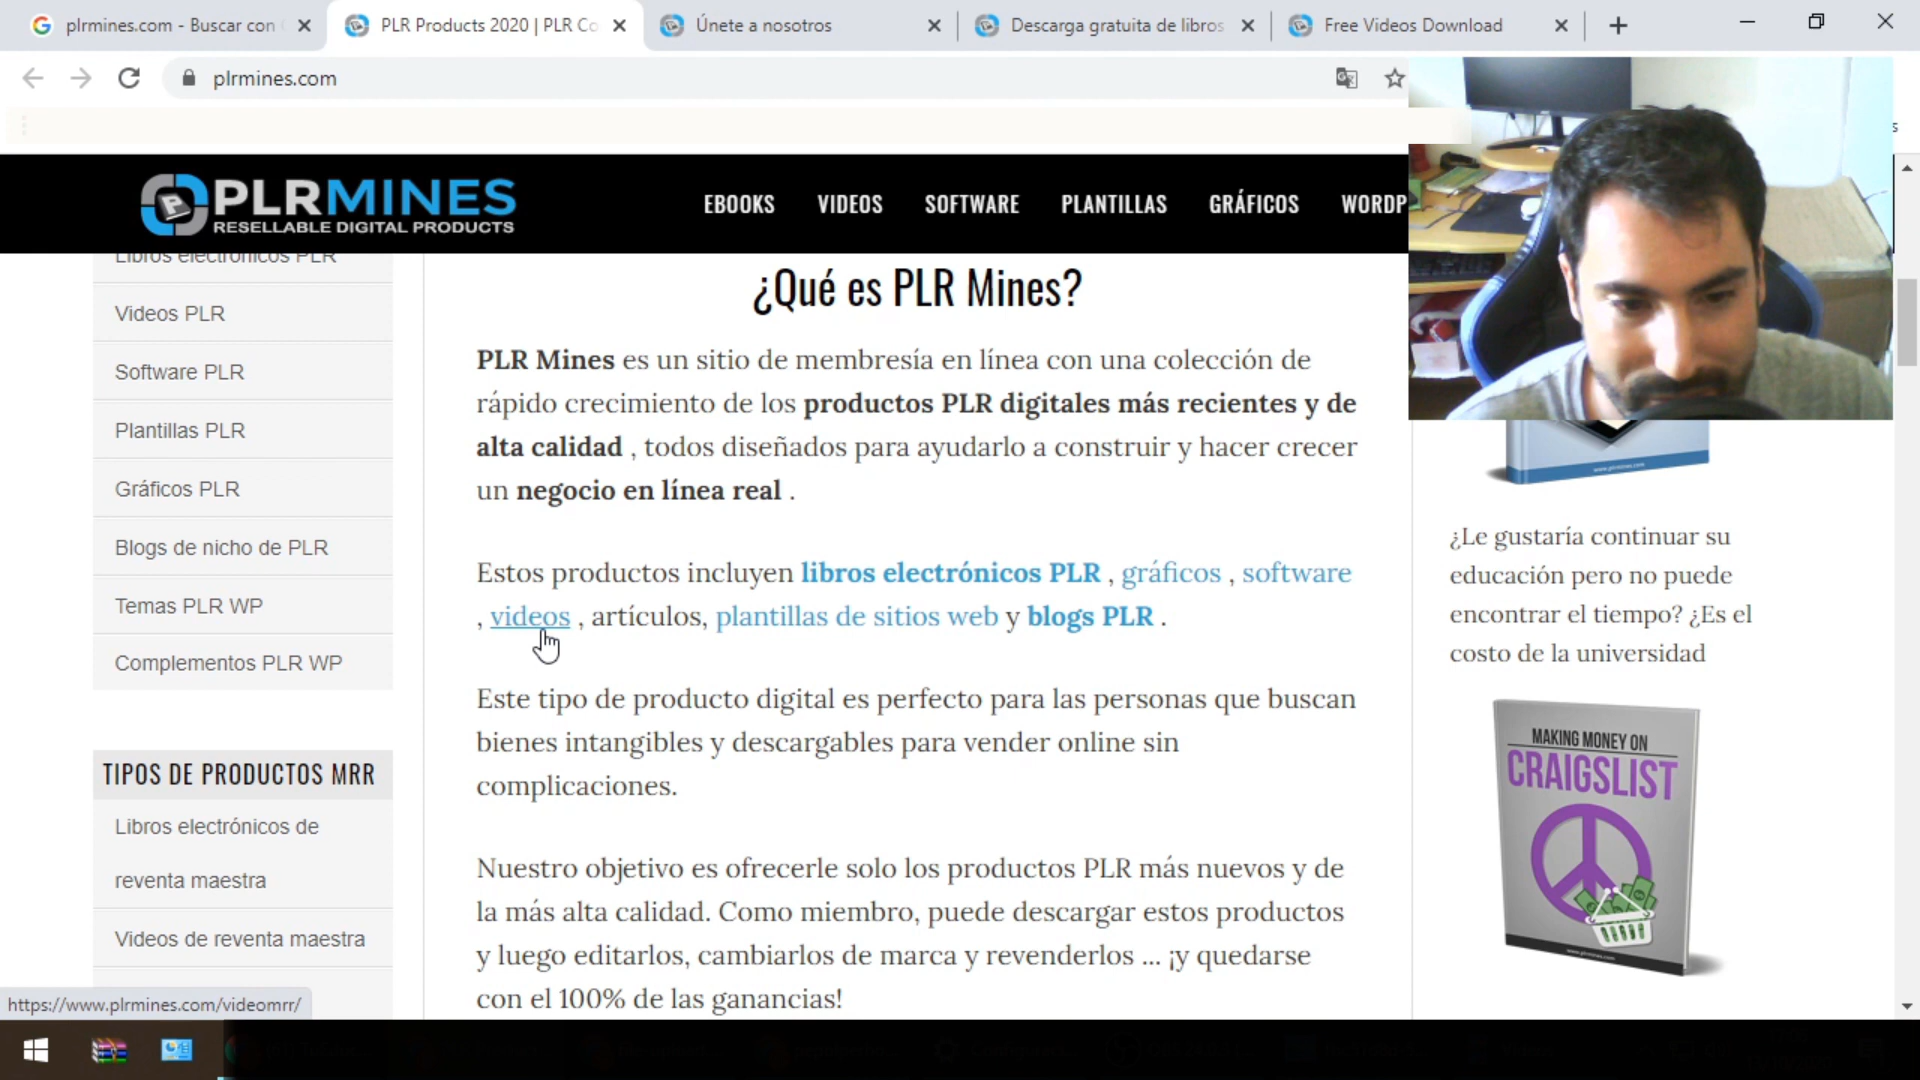 plrmines.com - Buscar con
PLR Products 2020 | PLR Co
Únete a nosotros
Descarga gratuita de libros
Free Videos Download
plrmines.com
PLRMINES
RESELLABLE DIGITAL PRODUCTS
EBOOKS
VIDEOS
SOFTWARE
PLANTILLAS
GRÁFICOS
WORDP
Libros electrónicos PLR
Videos PLR
Software PLR
Plantillas PLR
Gráficos PLR
Blogs de nicho de PLR
Temas PLR WP
Complementos PLR WP
TIPOS DE PRODUCTOS MRR
Libros electrónicos de
reventa maestra
Videos de reventa maestra
¿Qué es PLR Mines?
PLR Mines es un sitio de membresía en línea con una colección de
rápido crecimiento de los productos PLR digitales más recientes y de
alta calidad , todos diseñados para ayudarlo a construir y hacer crecer
un negocio en línea real .
Estos productos incluyen libros electrónicos PLR , gráficos , software
, videos , artículos, plantillas de sitios web y blogs PLR .
Este tipo de producto digital es perfecto para las personas que buscan
bienes intangibles y descargables para vender online sin
complicaciones.
Nuestro objetivo es ofrecerle solo los productos PLR más nuevos y de
la más alta calidad. Como miembro, puede descargar estos productos
y luego editarlos, cambiarlos de marca y revenderlos ... ¡y quedarse
con el 100% de las ganancias!
www.plrmines.com
¿Le gustaría continuar su
educación pero no puede
encontrar el tiempo? ¿Es el
costo de la universidad
MAKING MONEY ON
CRAIGSLIST
www.plrmines.com
https://www.plrmines.com/videomrr/